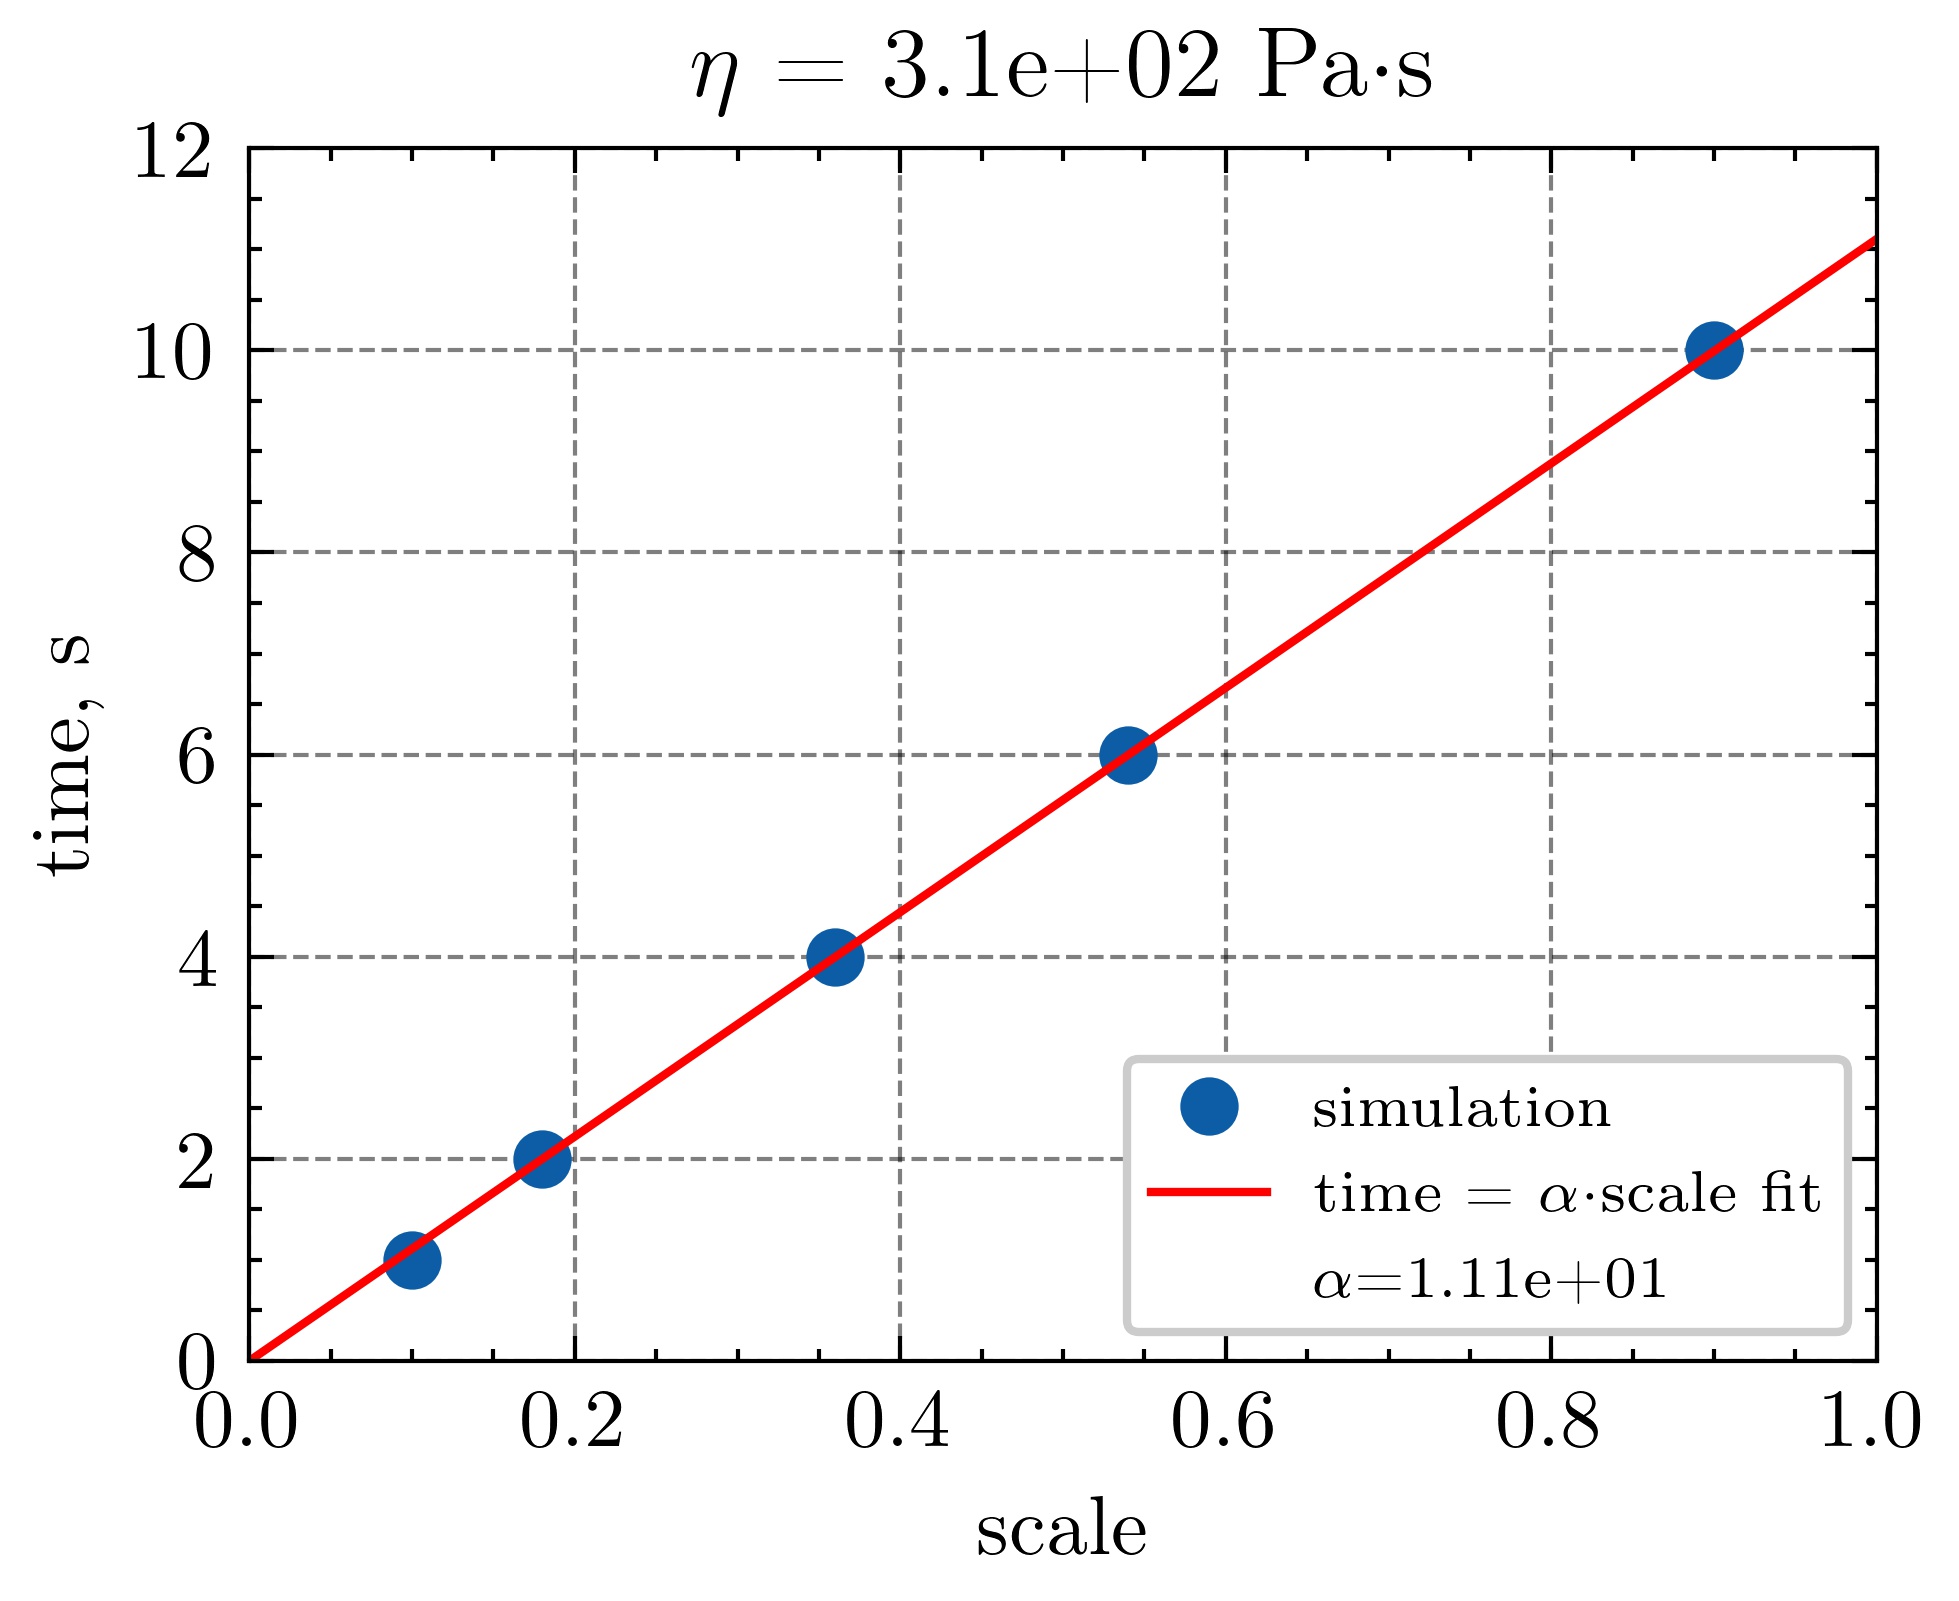 η = 3.1e+02 Pa·s
12
10
8
6
4
2
0
time, s
0.0 0.2 0.4 0.6 0.8 1.0
scale
simulation
time = α·scale fit
α=1.11e+01